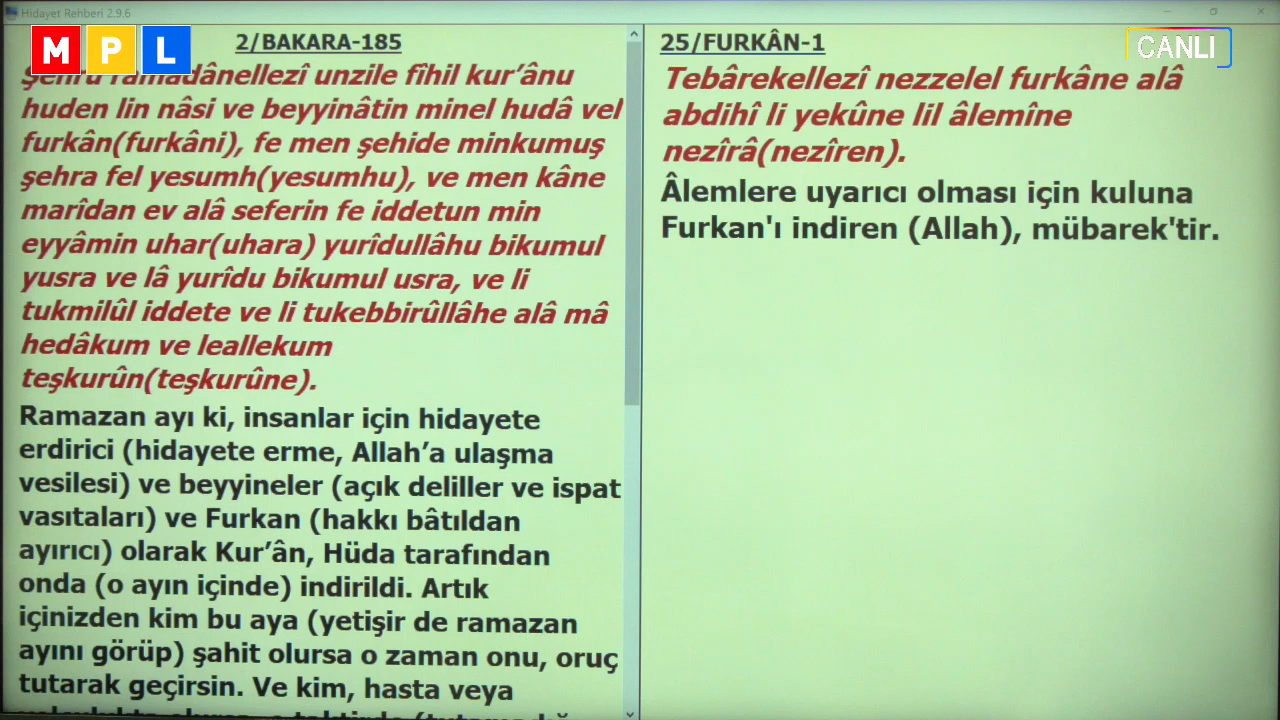 Hidayet Rehberi 2.9.6
MPL
CANLI
2/BAKARA-185
Şehru ramadânellezî unzile fîhil kur’ânu
huden lin nâsi ve beyyinâtin minel hudâ vel
furkân(furkâni), fe men şehide minkumuş
şehra fel yesumh(yesumhu), ve men kâne
marîdan ev alâ seferin fe iddetun min
eyyâmin uhar(uhara) yurîdullâhu bikumul
yusra ve lâ yurîdu bikumul usra, ve li
tukmilûl iddete ve li tukebbirûllâhe alâ mâ
hedâkum ve leallekum
teşkurûn(teşkurûne).
Ramazan ayı ki, insanlar için hidayete
erdirici (hidayete erme, Allah’a ulaşma
vesilesi) ve beyyineler (açık deliller ve ispat
vasıtaları) ve Furkan (hakkı bâtıldan
ayırıcı) olarak Kur’ân, Hüda tarafından
onda (o ayın içinde) indirildi. Artık
içinizden kim bu aya (yetişir de ramazan
ayını görüp) şahit olursa o zaman onu, oruç
tutarak geçirsin. Ve kim, hasta veya
25/FURKÂN-1
Tebârekellezî nezzelel furkâne alâ
abdihî li yekûne lil âlemîne
nezîrâ(nezîren).
Âlemlere uyarıcı olması için kuluna
Furkan'ı indiren (Allah), mübarek'tir.